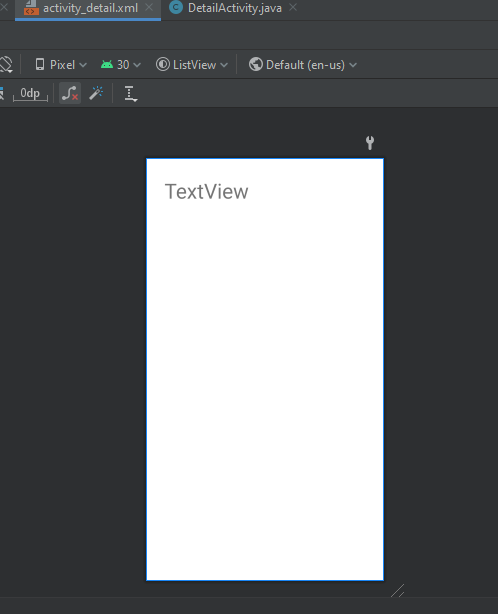 activity_detail.xml DetailActivity.java
Pixel 30 ListView Default (en-us)
0dp
TextView